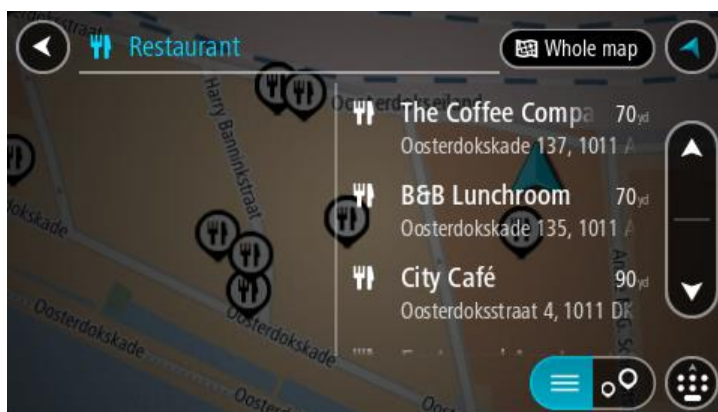 Restaurant
Whole map
Harry Banninkstraat
Oosterdokseiland
The Coffee Compa 70yd
Oosterdokskade 137, 1011 A
B&B Lunchroom 70yd
Oosterdokskade 135, 1011 A
City Café 90yd
Oosterdoksstraat 4, 1011 DK
Oosterdokskade
Oosterdokskade